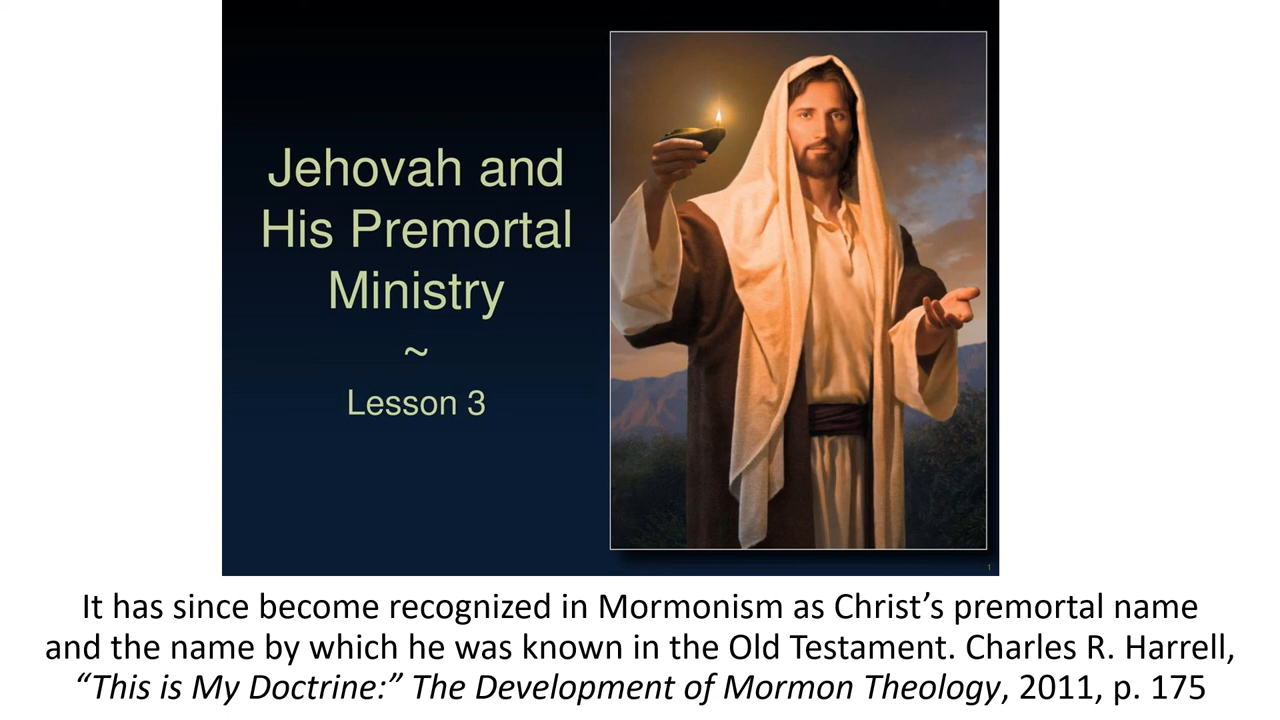 Jehovah and
His Premortal
Ministry
~
Lesson 3
1
It has since become recognized in Mormonism as Christ’s premortal name
and the name by which he was known in the Old Testament. Charles R. Harrell,
“This is My Doctrine:” The Development of Mormon Theology, 2011, p. 175